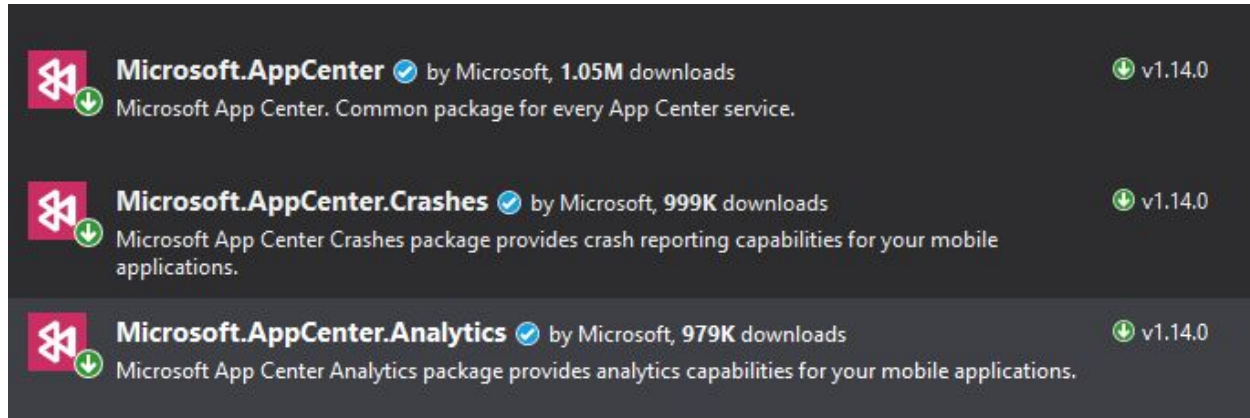 Microsoft.AppCenter by Microsoft, 1.05M downloads v1.14.0
Microsoft App Center. Common package for every App Center service.
Microsoft.AppCenter.Crashes by Microsoft, 999K downloads v1.14.0
Microsoft App Center Crashes package provides crash reporting capabilities for your mobile
applications.
Microsoft.AppCenter.Analytics by Microsoft, 979K downloads v1.14.0
Microsoft App Center Analytics package provides analytics capabilities for your mobile applications.